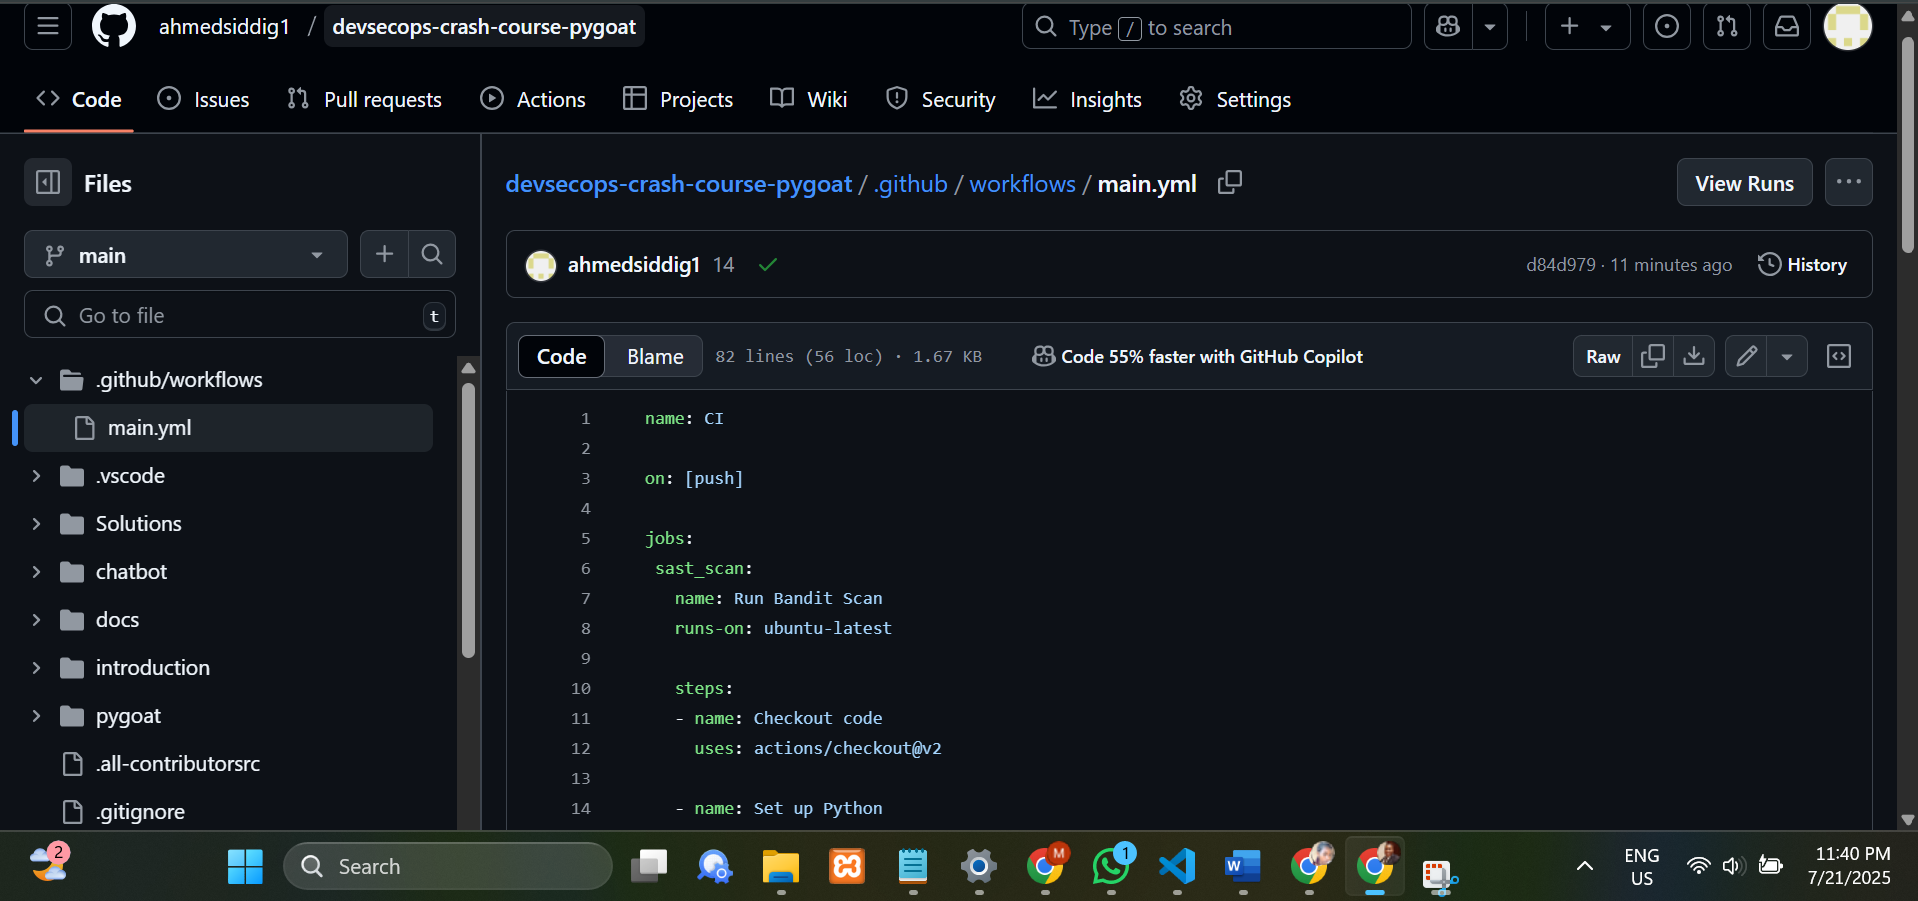 ahmedsiddig1 / devsecops-crash-course-pygoat
Type / to search
Code
Issues
Pull requests
Actions
Projects
Wiki
Security
Insights
Settings
Files
main
Go to file
t
.github/workflows
main.yml
.vscode
Solutions
chatbot
docs
introduction
pygoat
.all-contributorsrc
.gitignore
devsecops-crash-course-pygoat / .github / workflows / main.yml
View Runs
ahmedsiddig1 14
d84d979 · 11 minutes ago
History
Code
Blame
82 lines (56 loc) · 1.67 KB
Code 55% faster with GitHub Copilot
Raw
1 name: CI
2
3 on: [push]
4
5 jobs:
6 sast_scan:
7 name: Run Bandit Scan
8 runs-on: ubuntu-latest
9
10 steps:
11 - name: Checkout code
12 uses: actions/checkout@v2
13
14 - name: Set up Python
2
Search
M
1
W
ENG
US
11:40 PM
7/21/2025